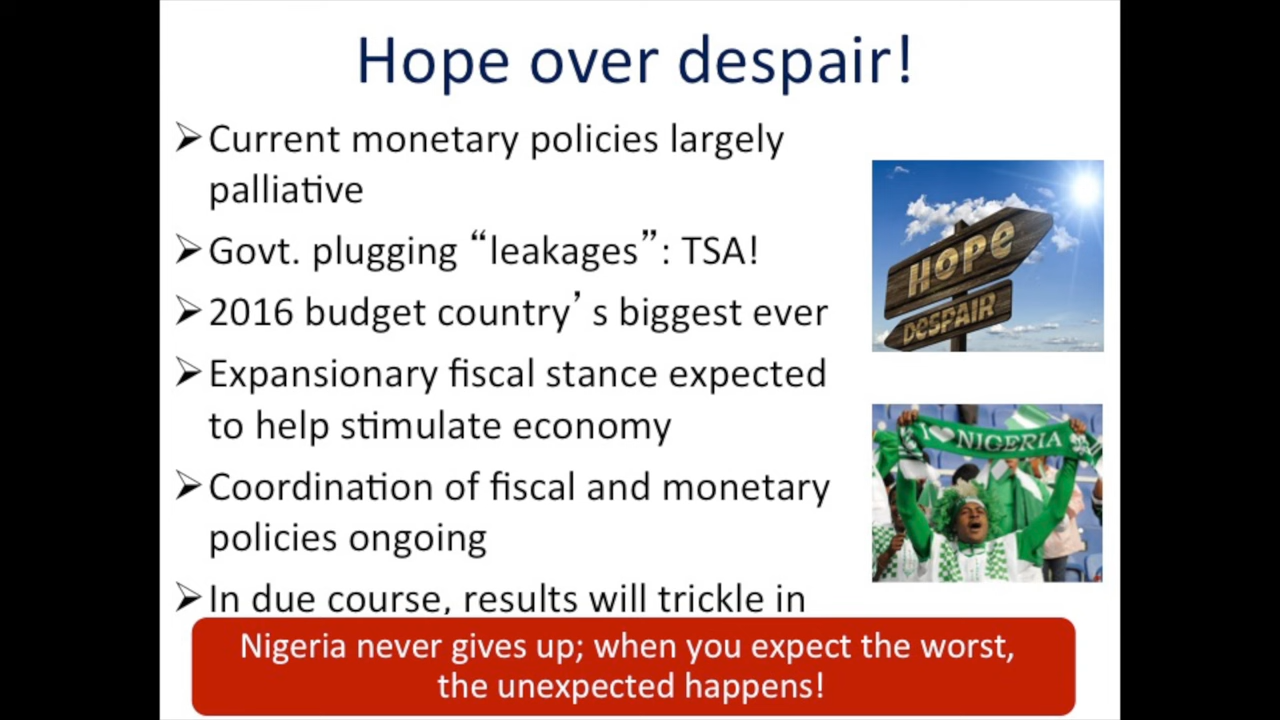 Hope over despair!
➢Current monetary policies largely
palliative
➢Govt. plugging “leakages”: TSA!
➢2016 budget country’s biggest ever
➢Expansionary fiscal stance expected
to help stimulate economy
➢Coordination of fiscal and monetary
policies ongoing
➢In due course, results will trickle in
Nigeria never gives up; when you expect the worst,
the unexpected happens!
HOPE
DESPAIR
I ♥ NIGERIA